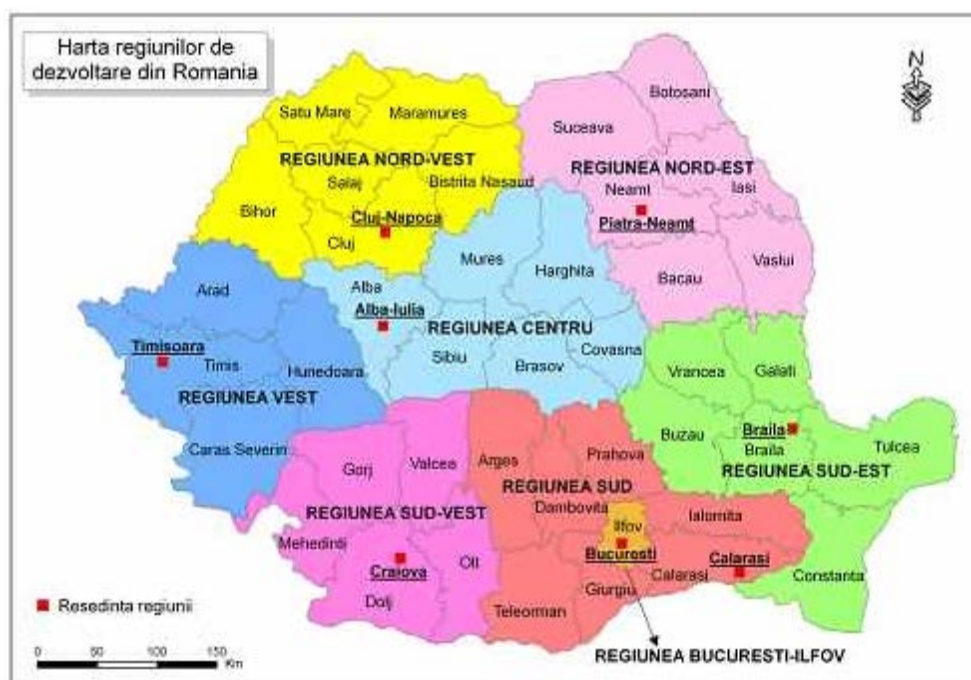 Harta regiunilor de
dezvoltare din Romania
N
Satu Mare
Maramures
Botosani
Suceava
REGIUNEA NORD-VEST
REGIUNEA NORD-EST
Salaj
Bistrita Nasaud
Neamt
Iasi
Bihor
Cluj-Napoca
Piatra-Neamt
Cluj
Mures
Harghita
Bacau
Vaslui
Arad
Alba
Alba-Iulia
REGIUNEA CENTRU
Timisoara
Timis
Hunedoara
Sibiu
Brasov
Covasna
Vrancea
Galati
REGIUNEA VEST
Caras Severin
Gorj
Valcea
Arges
Prahova
Buzau
Braila
Braila
Tulcea
REGIUNEA SUD-EST
REGIUNEA SUD
REGIUNEA SUD-VEST
Dambovita
Ilfov
Ialomita
Mehedinti
Craiova
Olt
Bucuresti
Calarasi
Calarasi
Constanta
Dolj
Giurgiu
Teleorman
Resedinta regiunii
REGIUNEA BUCURESTI-ILFOV
0 50 100 150
Km